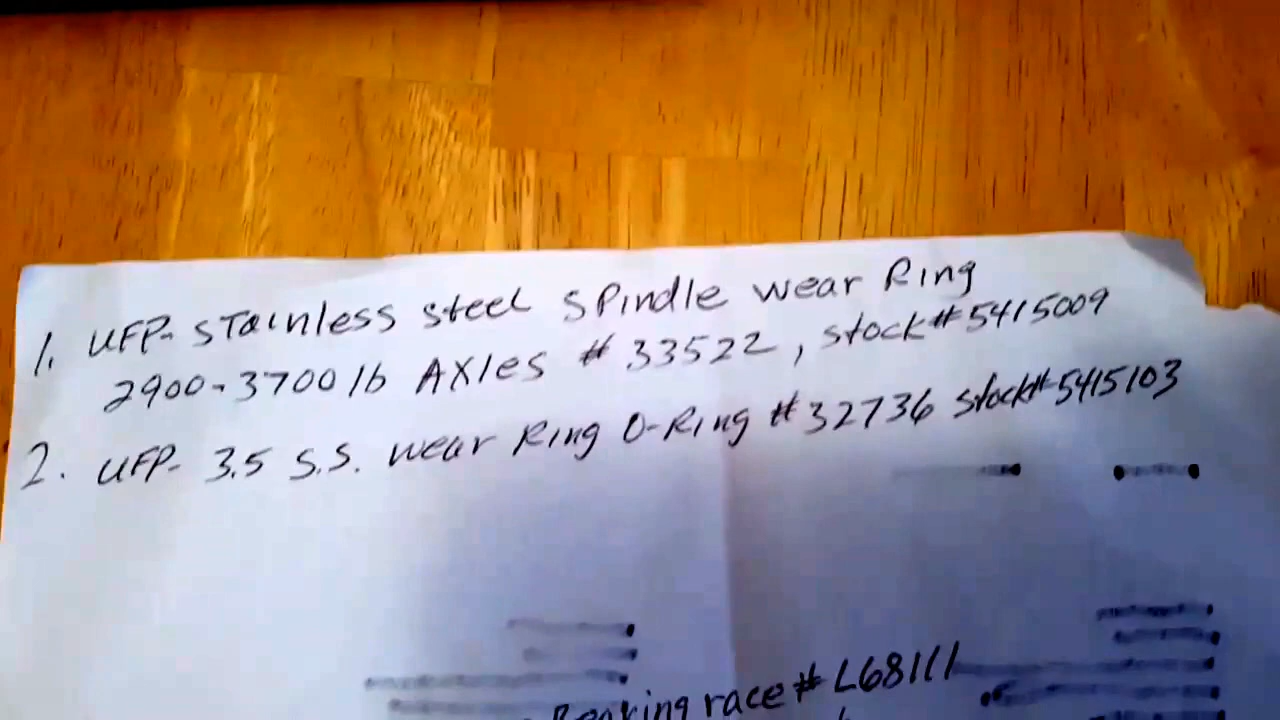 1. UFP- STainless steel SPindle wear Ring
2900-3700 lb AXles # 33522, stock# 5415009
2. UFP- 3.5 S.S. wear Ring O-Ring # 32736 stock# 5415103
Bearing race # L68111